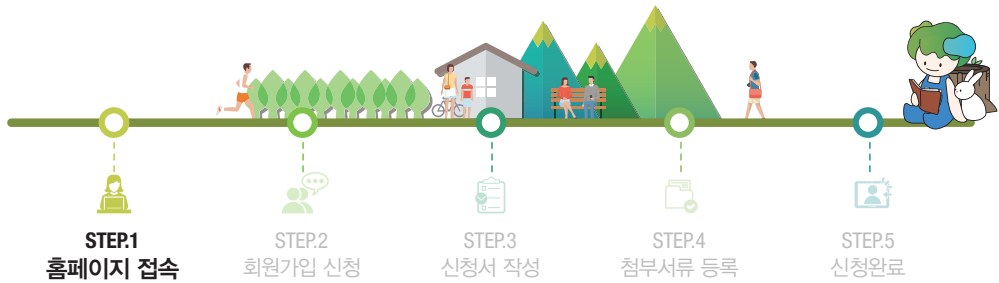 STEP.1
홈페이지 접속
STEP.2
회원가입 신청
STEP.3
신청서 작성
STEP.4
첨부서류 등록
STEP.5
신청완료